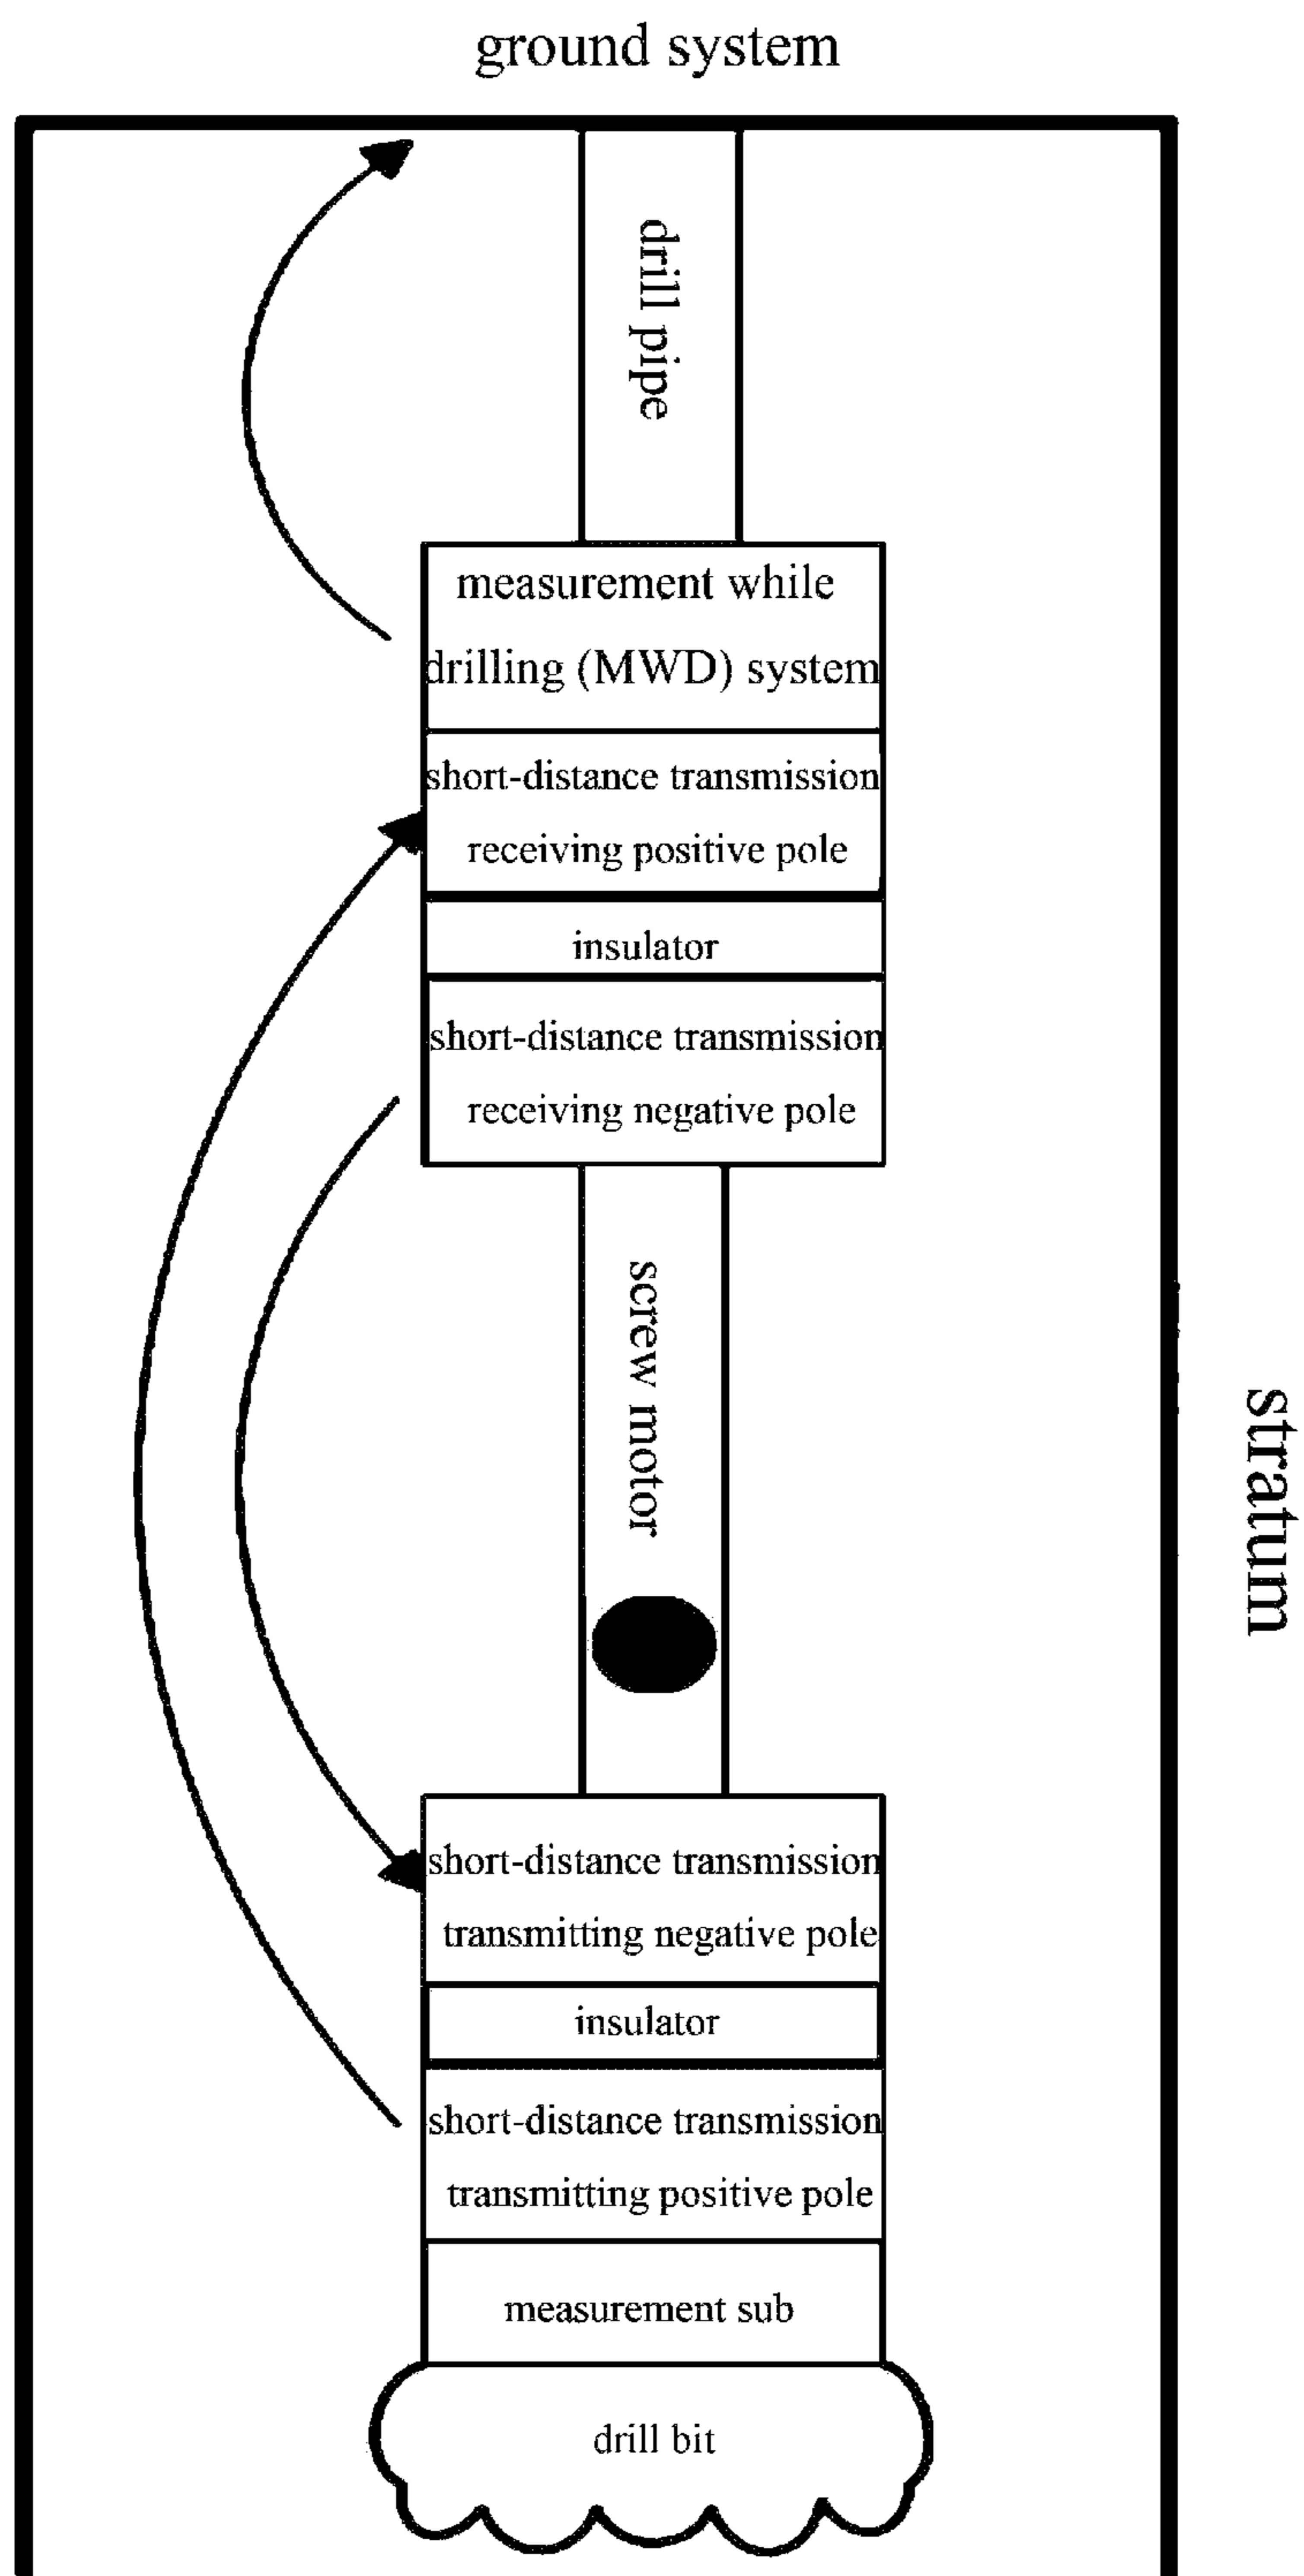 ground system
drill pipe
measurement while
drilling (MWD) system
short-distance transmission
receiving positive pole
insulator
short-distance transmission
receiving negative pole
screw motor
stratum
short-distance transmission
transmitting negative pole
insulator
short-distance transmission
transmitting positive pole
measurement sub
drill bit